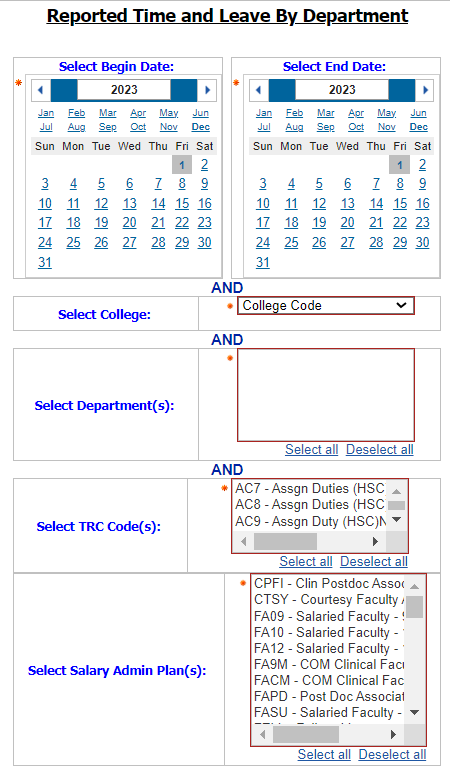 Reported Time and Leave By Department
Select Begin Date: Select End Date:
* 2023 * 2023
Jan Feb Mar Apr May Jun Jan Feb Mar Apr May Jun
Jul Aug Sep Oct Nov Dec Jul Aug Sep Oct Nov Dec
Sun Mon Tue Wed Thu Fri Sat Sun Mon Tue Wed Thu Fri Sat
1 2 1 2
3 4 5 6 7 8 9 3 4 5 6 7 8 9
10 11 12 13 14 15 16 10 11 12 13 14 15 16
17 18 19 20 21 22 23 17 18 19 20 21 22 23
24 25 26 27 28 29 30 24 25 26 27 28 29 30
31 31
AND
Select College: * College Code
AND
Select Department(s): *
Select all Deselect all
AND
* AC7 - Assgn Duties (HSC
AC8 - Assgn Duties (HSC
Select TRC Code(s): AC9 - Assgn Duty (HSC)N
Select all Deselect all
* CPFI - Clin Postdoc Assoc
CTSY - Courtesy Faculty
FA09 - Salaried Faculty -
FA10 - Salaried Faculty -
FA12 - Salaried Faculty -
Select Salary Admin Plan(s): FA9M - COM Clinical Facu
FACM - COM Clinical Fac
FAPD - Post Doc Associat
FASU - Salaried Faculty -
Select all Deselect all